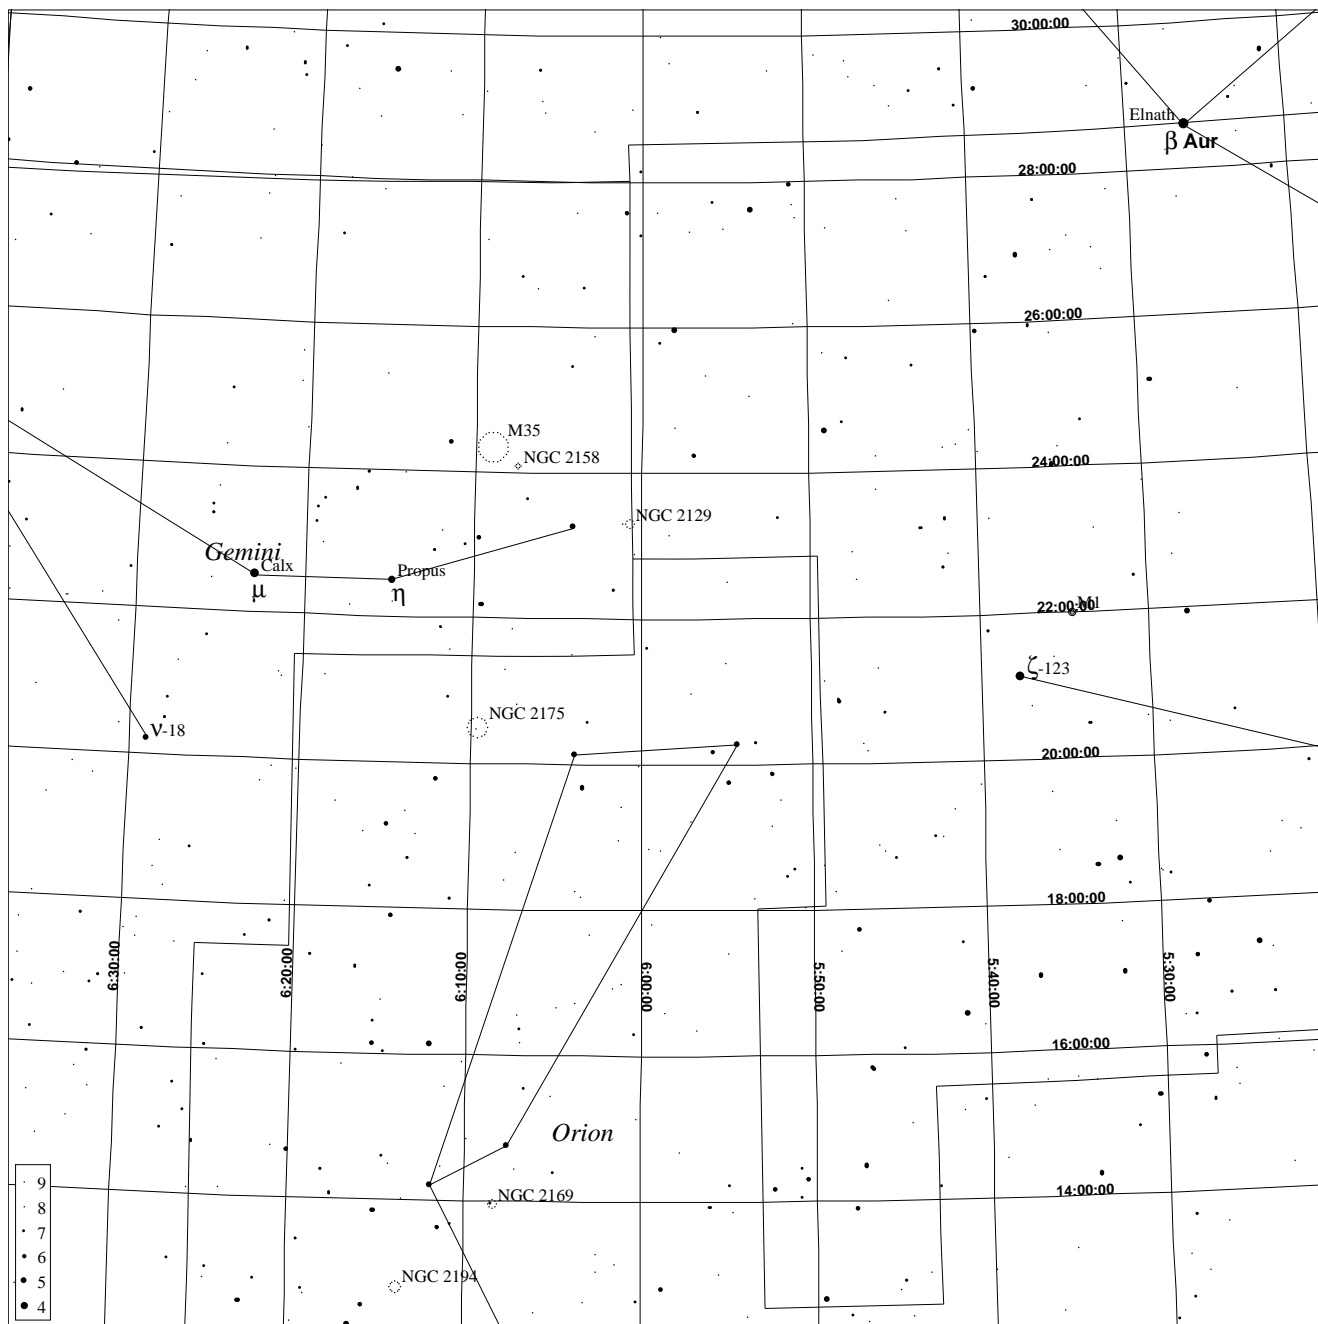 30:00:00
Elnath
β Aur
28:00:00
26:00:00
M35
NGC 2158
24:00:00
NGC 2129
Gemini
Calx
μ
Propus
η
22:00:00
M1
ζ-123
NGC 2175
ν-18
20:00:00
18:00:00
6:30:00
6:20:00
6:10:00
6:00:00
5:50:00
5:40:00
5:30:00
16:00:00
Orion
14:00:00
NGC 2169
NGC 2194
9
8
7
6
5
4